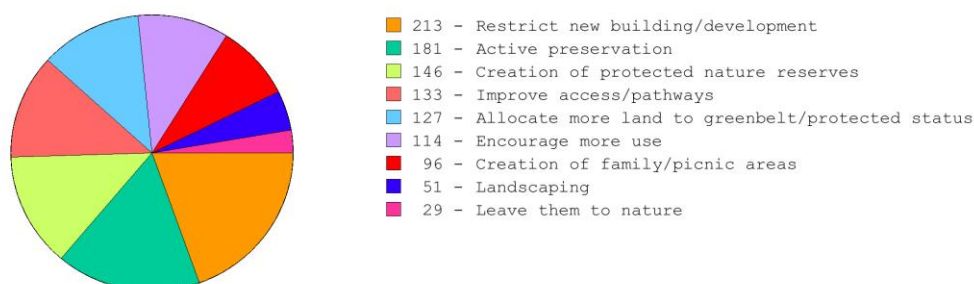 213 - Restrict new building/development
181 - Active preservation
146 - Creation of protected nature reserves
133 - Improve access/pathways
127 - Allocate more land to greenbelt/protected status
114 - Encourage more use
96 - Creation of family/picnic areas
51 - Landscaping
29 - Leave them to nature